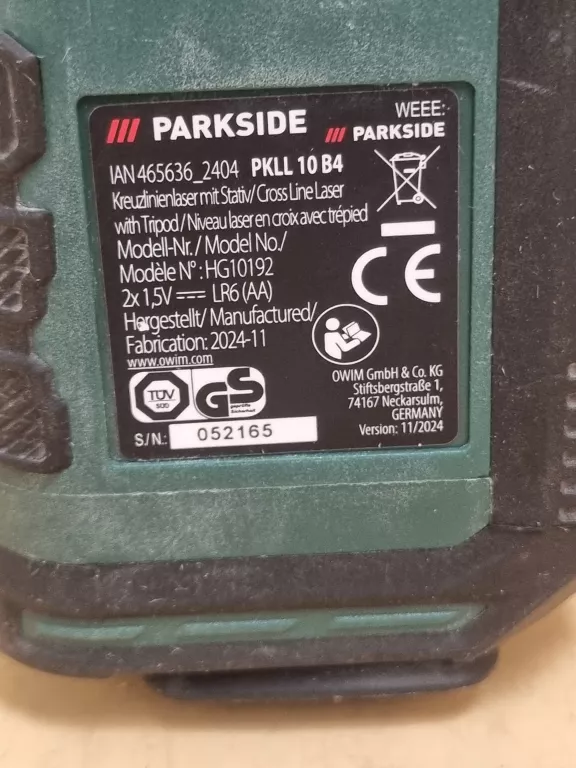 PARKSIDE
WEEE:
PARKSIDE
IAN 465636_2404 PKLL 10 B4
Kreuzlinienlaser mit Stativ/Cross Line Laser
with Tripod/Niveau laser en croix avec trépied
Modell-Nr./Model No./
Modèle N°:HG10192
2x 1,5V LR6 (AA)
Hergestellt/Manufactured/
Fabrication: 2024-11
www.owim.com
CE
TÜV
SÜD
GS
geprüfte
Sicherheit
OWIM GmbH & Co. KG
Stiftsbergstraße 1,
74167 Neckarsulm,
GERMANY
Version: 11/2024
S/N.: 052165